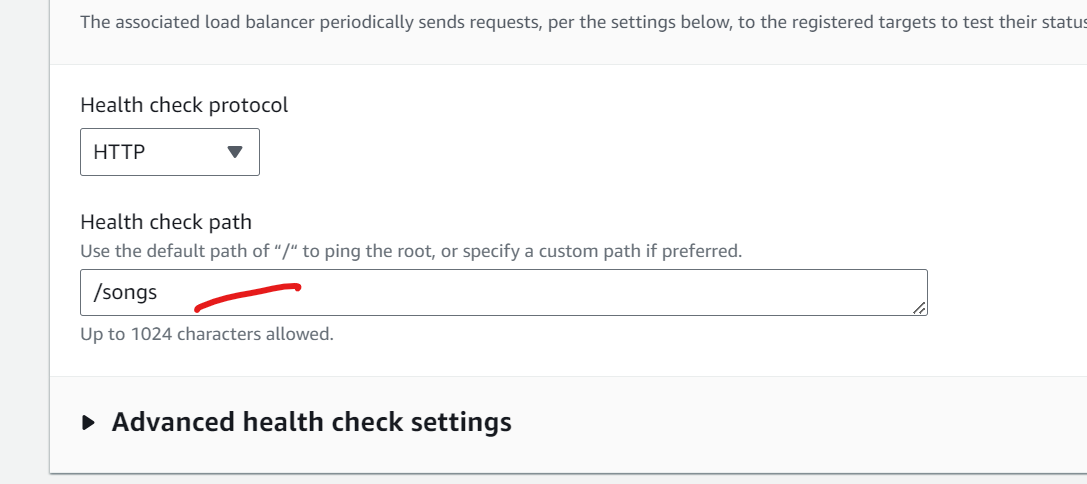 The associated load balancer periodically sends requests, per the settings below, to the registered targets to test their status
Health check protocol
HTTP
Health check path
Use the default path of “/“ to ping the root, or specify a custom path if preferred.
/songs
Up to 1024 characters allowed.
Advanced health check settings